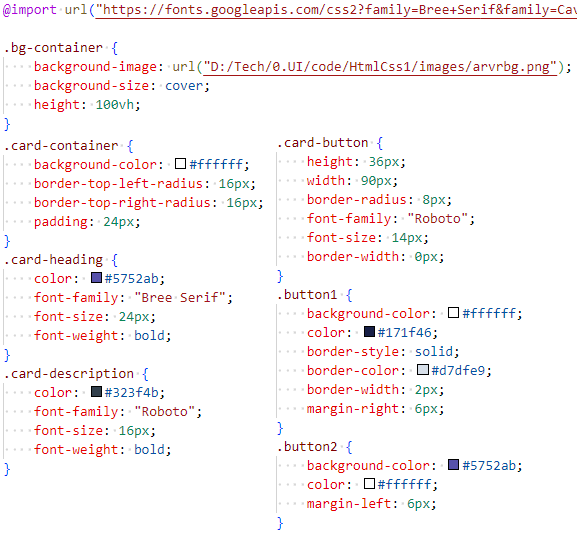 @import url("https://fonts.googleapis.com/css2?family=Bree+Serif&family=Cav
.bg-container {
    background-image: url("D:/Tech/0.UI/code/HtmlCss1/images/arvrbg.png");
    background-size: cover;
    height: 100vh;
}
.card-container {
    background-color: #ffffff;
    border-top-left-radius: 16px;
    border-top-right-radius: 16px;
    padding: 24px;
}
.card-heading {
    color: #5752ab;
    font-family: "Bree Serif";
    font-size: 24px;
    font-weight: bold;
}
.card-description {
    color: #323f4b;
    font-family: "Roboto";
    font-size: 16px;
    font-weight: bold;
}
.card-button {
    height: 36px;
    width: 90px;
    border-radius: 8px;
    font-family: "Roboto";
    font-size: 14px;
    border-width: 0px;
}
.button1 {
    background-color: #ffffff;
    color: #171f46;
    border-style: solid;
    border-color: #d7dfe9;
    border-width: 2px;
    margin-right: 6px;
}
.button2 {
    background-color: #5752ab;
    color: #ffffff;
    margin-left: 6px;
}